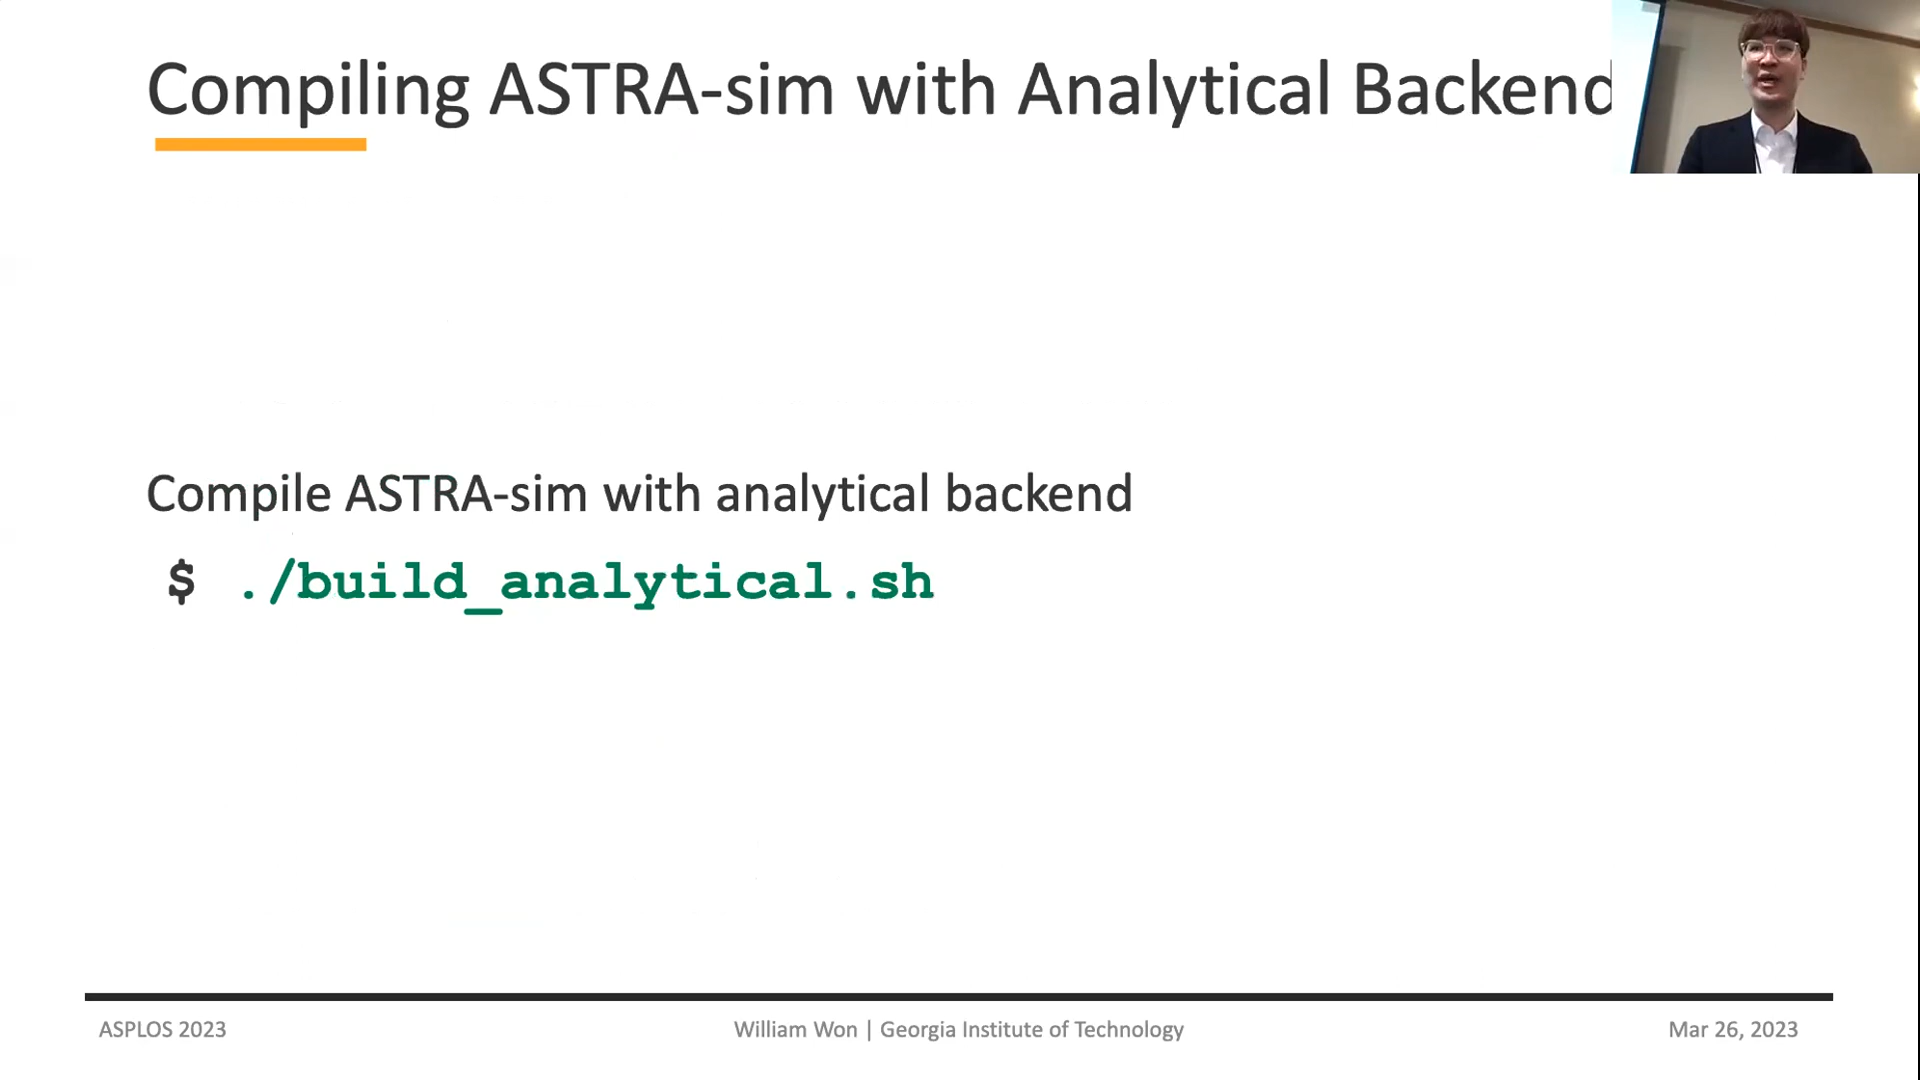 Compiling ASTRA-sim with Analytical Backend
Compile ASTRA-sim with analytical backend
$ ./build_analytical.sh
ASPLOS 2023
William Won | Georgia Institute of Technology
Mar 26, 2023